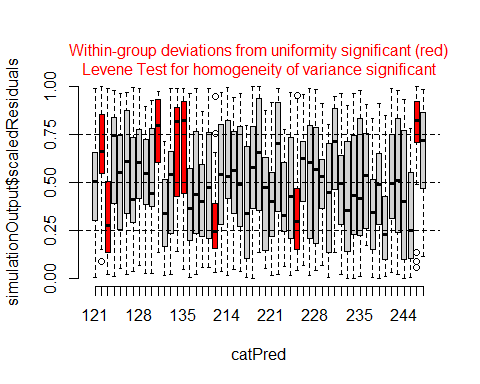 Within-group deviations from uniformity significant (red)
Levene Test for homogeneity of variance significant
simulationOutput$scaledResiduals
1.00
0.75
0.50
0.25
0.00
121 128 135 214 221 228 235 244
catPred